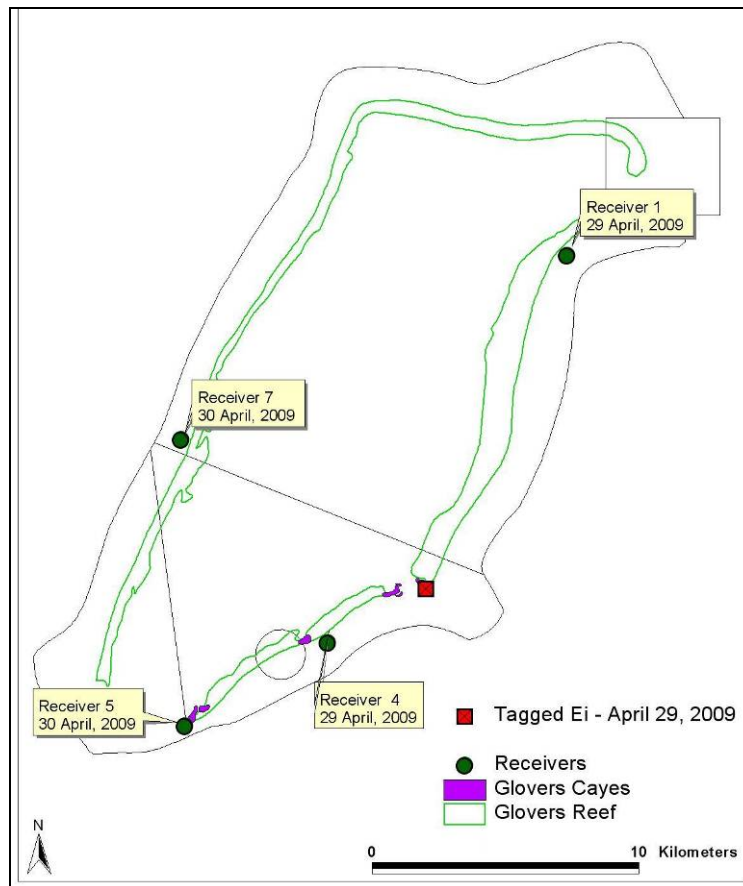 Receiver 1
29 April, 2009
Receiver 7
30 April, 2009
Receiver 5
30 April, 2009
Receiver 4
29 April, 2009
Tagged Ei - April 29, 2009
Receivers
Glovers Cayes
Glovers Reef
N
0 10 Kilometers